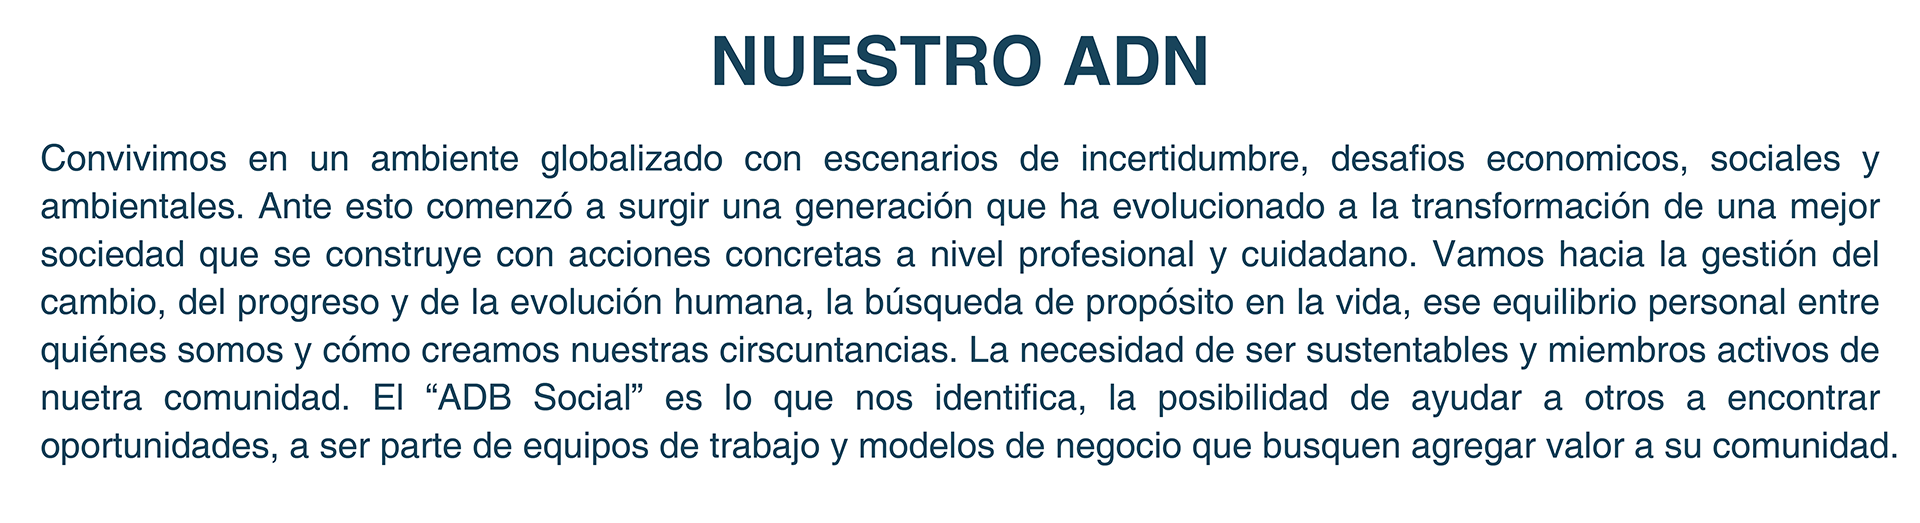 NUESTRO ADN
Convivimos en un ambiente globalizado con escenarios de incertidumbre, desafios economicos, sociales y
ambientales. Ante esto comenzó a surgir una generación que ha evolucionado a la transformación de una mejor
sociedad que se construye con acciones concretas a nivel profesional y cuidadano. Vamos hacia la gestión del
cambio, del progreso y de la evolución humana, la búsqueda de propósito en la vida, ese equilibrio personal entre
quiénes somos y cómo creamos nuestras cirscuntancias. La necesidad de ser sustentables y miembros activos de
nuetra comunidad. El “ADB Social” es lo que nos identifica, la posibilidad de ayudar a otros a encontrar
oportunidades, a ser parte de equipos de trabajo y modelos de negocio que busquen agregar valor a su comunidad.